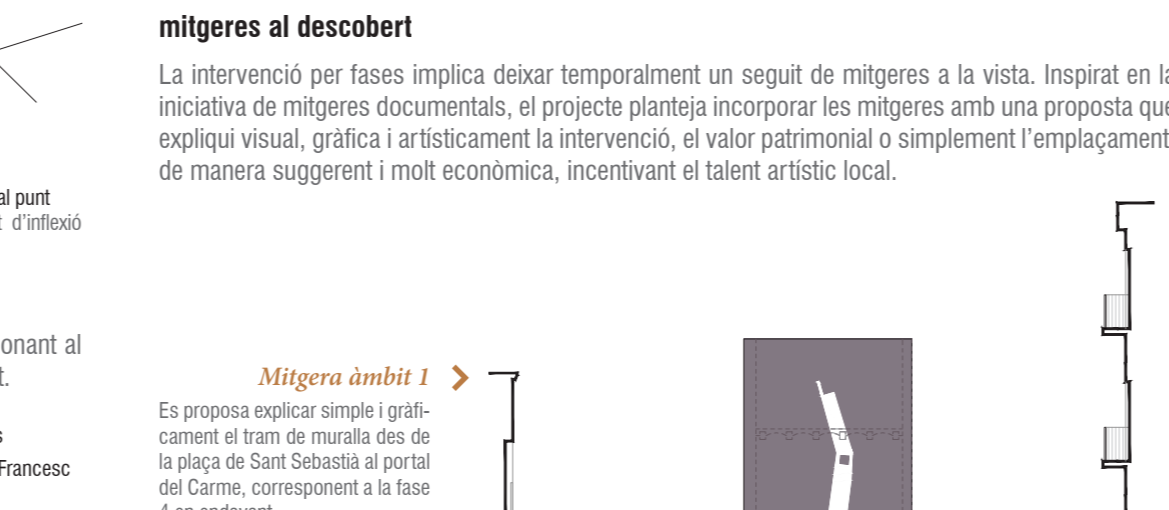 mitgeres al descobert
La intervenció per fases implica deixar temporalment un seguit de mitgeres a la vista. Inspirat en la
iniciativa de mitgeres documentals, el projecte planteja incorporar les mitgeres amb una proposta que
expliqui visual, gràfica i artísticament la intervenció, el valor patrimonial o simplement l'emplaçament
de manera suggerent i molt econòmica, incentivant el talent artístic local.
al punt
d'inflexió
onant al
t.
s
Francesc
Mitgera àmbit 1
Es proposa explicar simple i gràfi-
cament el tram de muralla des de
la plaça de Sant Sebastià al portal
del Carme, corresponent a la fase
4 en endavant